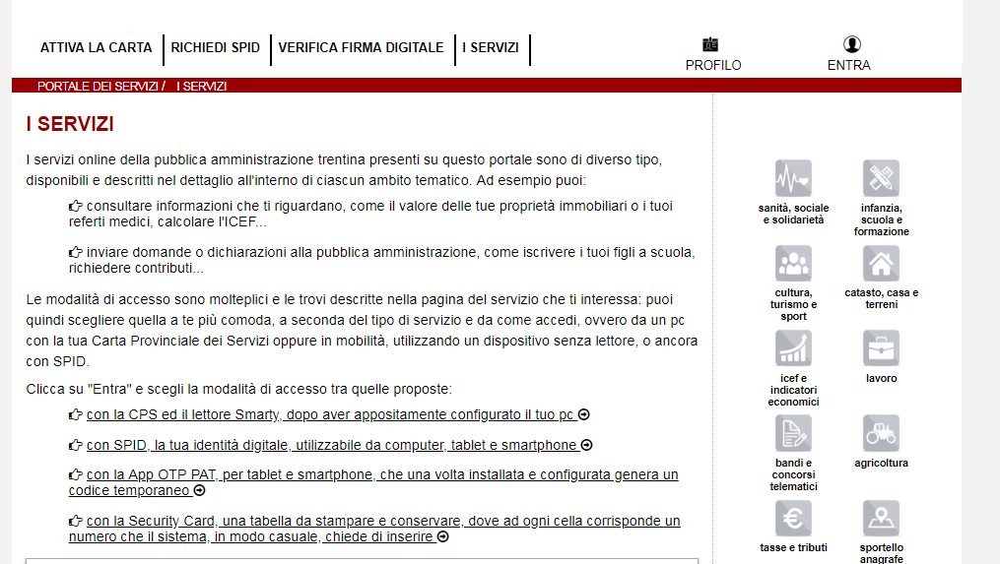 ATTIVA LA CARTA RICHIEDI SPID VERIFICA FIRMA DIGITALE I SERVIZI
PROFILO ENTRA
PORTALE DEI SERVIZI / I SERVIZI
I SERVIZI
I servizi online della pubblica amministrazione trentina presenti su questo portale sono di diverso tipo,
disponibili e descritti nel dettaglio all'interno di ciascun ambito tematico. Ad esempio puoi:
consultare informazioni che ti riguardano, come il valore delle tue proprietà immobiliari o i tuoi
referti medici, calcolare l'ICEF...
inviare domande o dichiarazioni alla pubblica amministrazione, come iscrivere i tuoi figli a scuola,
richiedere contributi...
Le modalità di accesso sono molteplici e le trovi descritte nella pagina del servizio che ti interessa: puoi
quindi scegliere quella a te più comoda, a seconda del tipo di servizio e da come accedi, ovvero da un pc
con la tua Carta Provinciale dei Servizi oppure in mobilità, utilizzando un dispositivo senza lettore, o ancora
con SPID.
Clicca su "Entra" e scegli la modalità di accesso tra quelle proposte:
con la CPS ed il lettore Smarty, dopo aver appositamente configurato il tuo pc
con SPID, la tua identità digitale, utilizzabile da computer, tablet e smartphone
con la App OTP PAT, per tablet e smartphone, che una volta installata e configurata genera un
codice temporaneo
con la Security Card, una tabella da stampare e conservare, dove ad ogni cella corrisponde un
numero che il sistema, in modo casuale, chiede di inserire
sanità, sociale
e solidarietà
infanzia,
scuola e
formazione
cultura,
turismo e
sport
catasto, casa e
terreni
icef e
indicatori
economici
lavoro
bandi e
concorsi
telematici
agricoltura
tasse e tributi
sportello
anagrafe